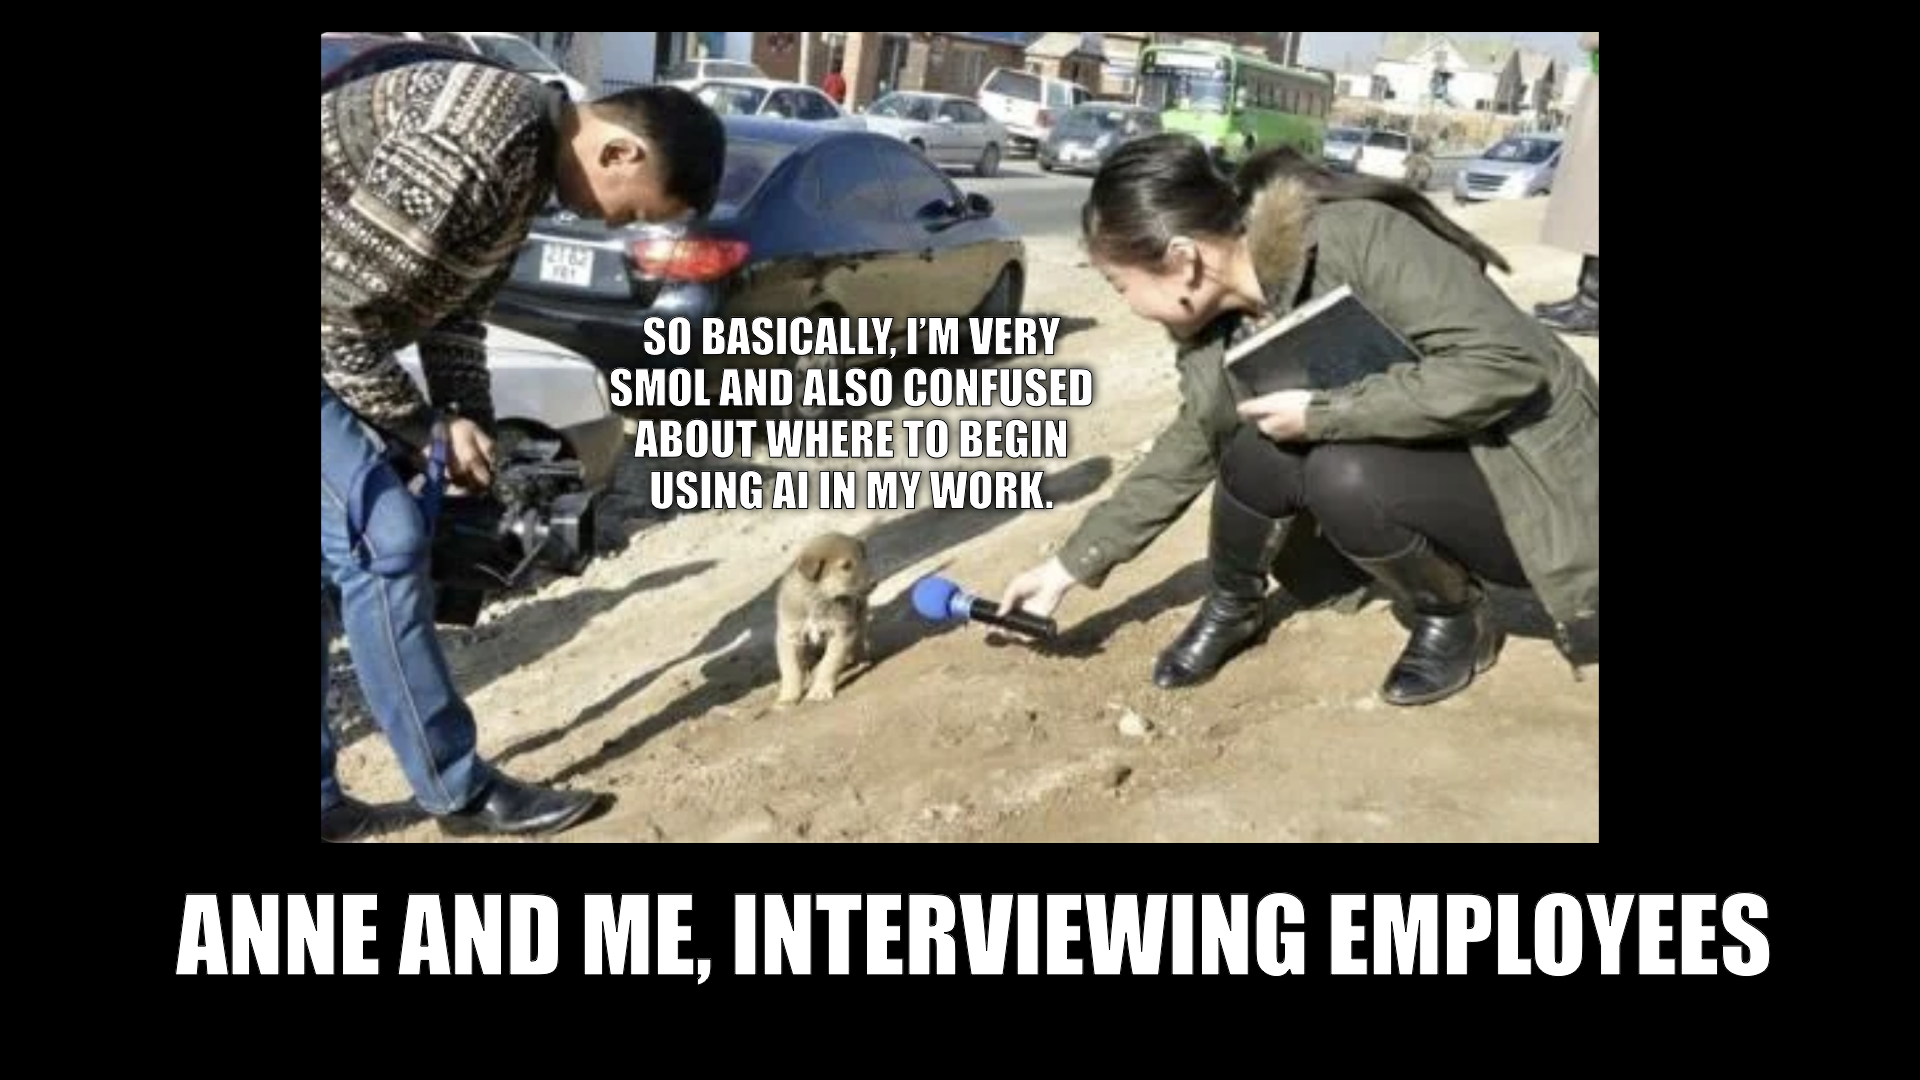 SO BASICALLY, I’M VERY
SMOL AND ALSO CONFUSED
ABOUT WHERE TO BEGIN
USING AI IN MY WORK.
ANNE AND ME, INTERVIEWING EMPLOYEES